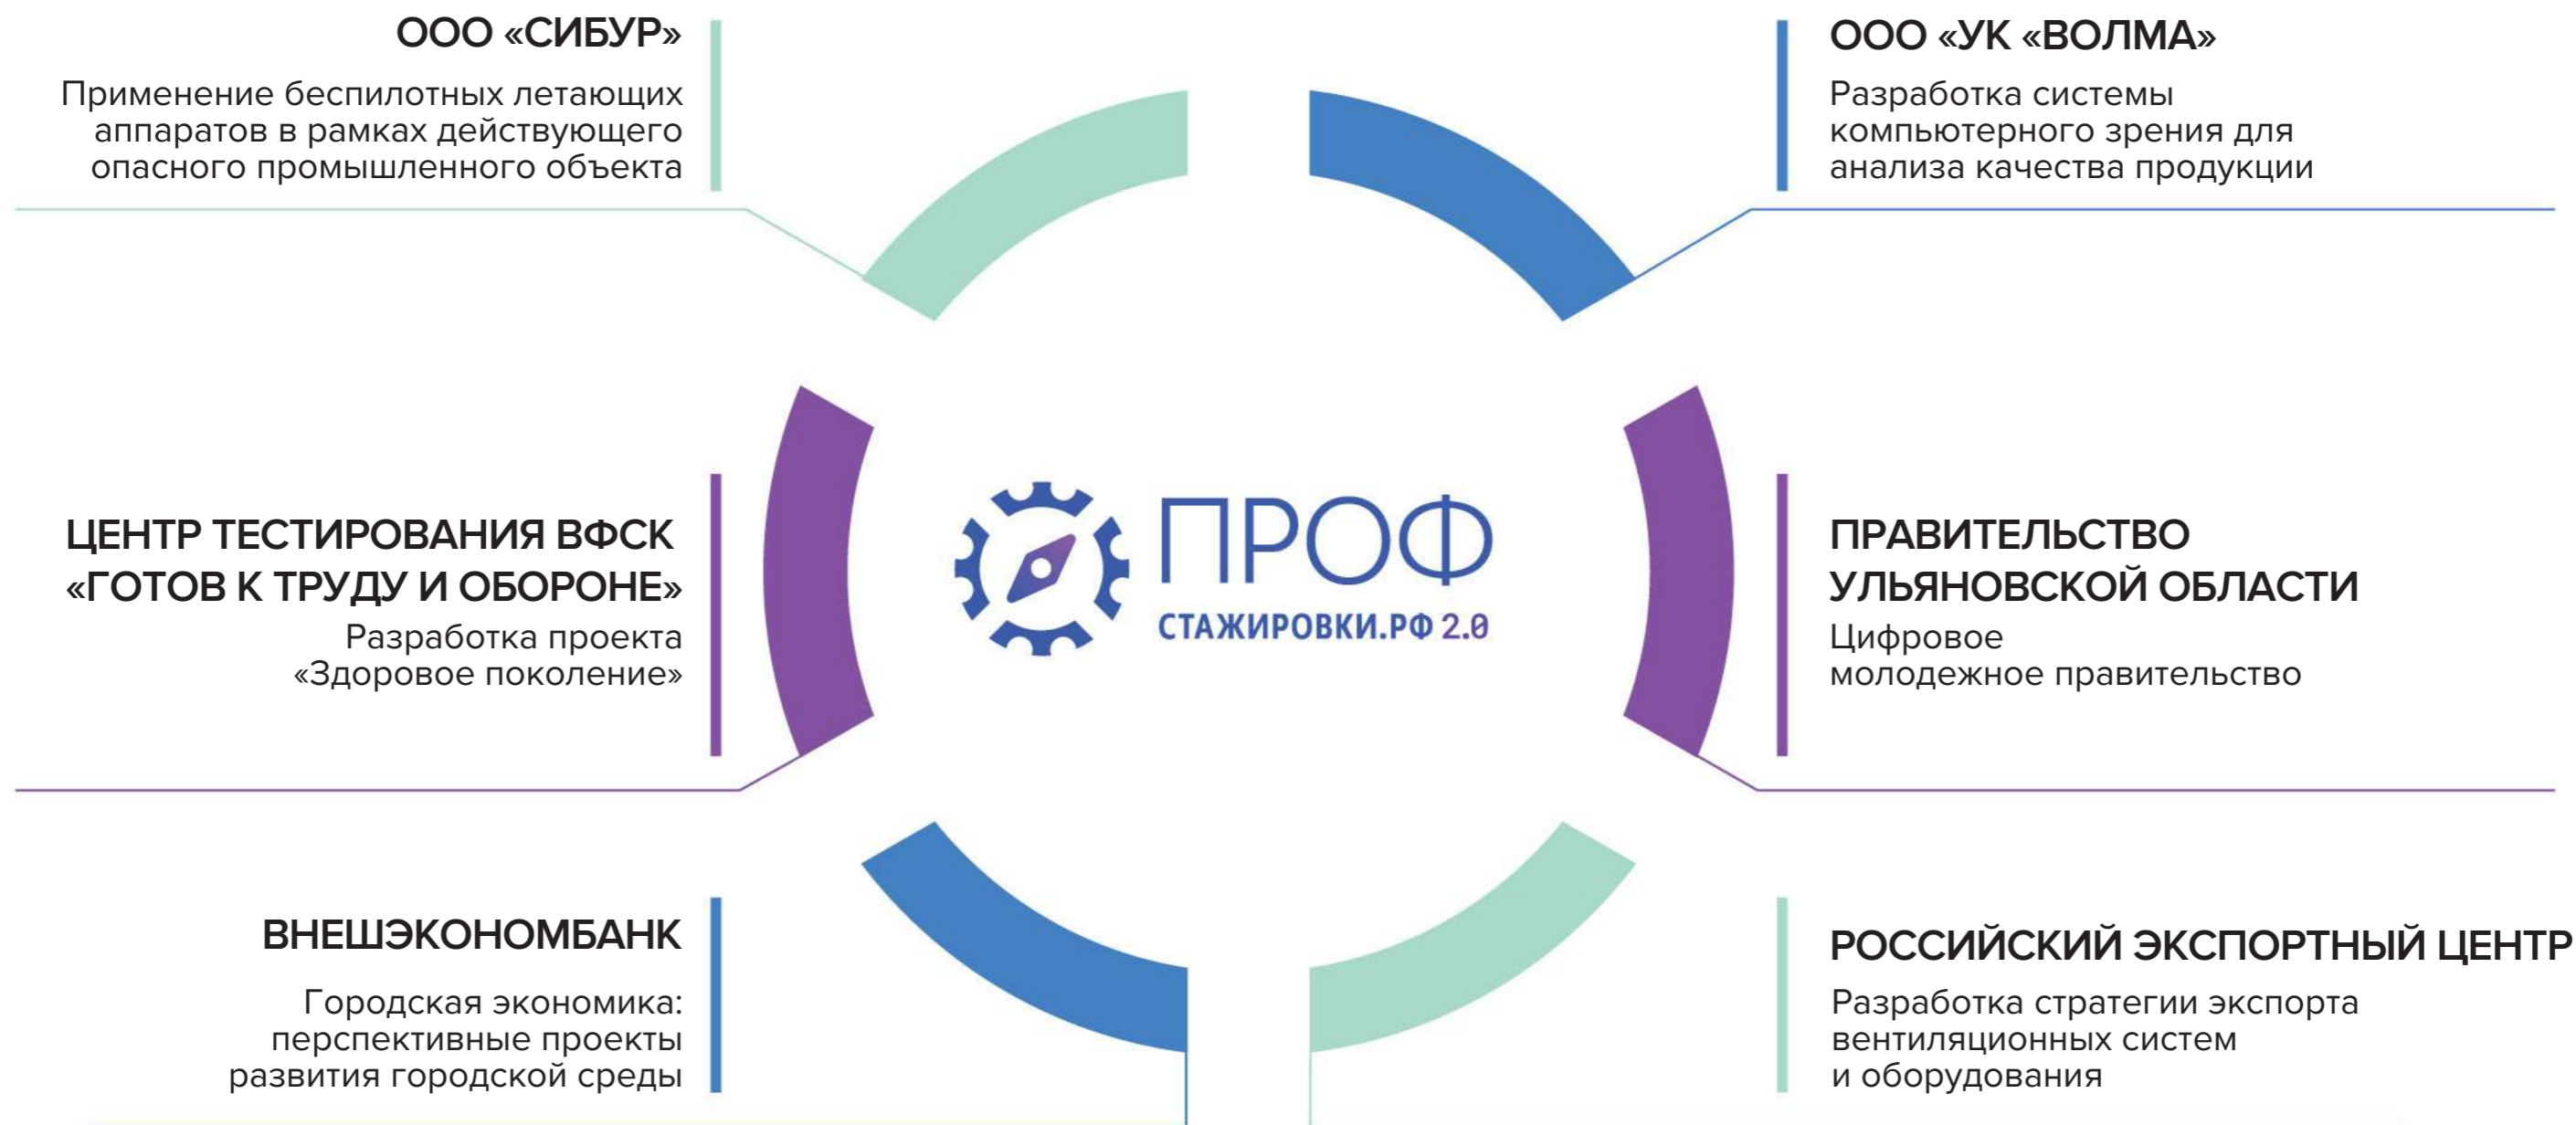 ООО «СИБУР»
Применение беспилотных летающих
аппаратов в рамках действующего
опасного промышленного объекта
ООО «УК «ВОЛМА»
Разработка системы
компьютерного зрения для
анализа качества продукции
ЦЕНТР ТЕСТИРОВАНИЯ ВФСК
«ГОТОВ К ТРУДУ И ОБОРОНЕ»
Разработка проекта
«Здоровое поколение»
ПРОФ
СТАЖИРОВКИ.РФ 2.0
ПРАВИТЕЛЬСТВО
УЛЬЯНОВСКОЙ ОБЛАСТИ
Цифровое
молодежное правительство
ВНЕШЭКОНОМБАНК
Городская экономика:
перспективные проекты
развития городской среды
РОССИЙСКИЙ ЭКСПОРТНЫЙ ЦЕНТР
Разработка стратегии экспорта
вентиляционных систем
и оборудования